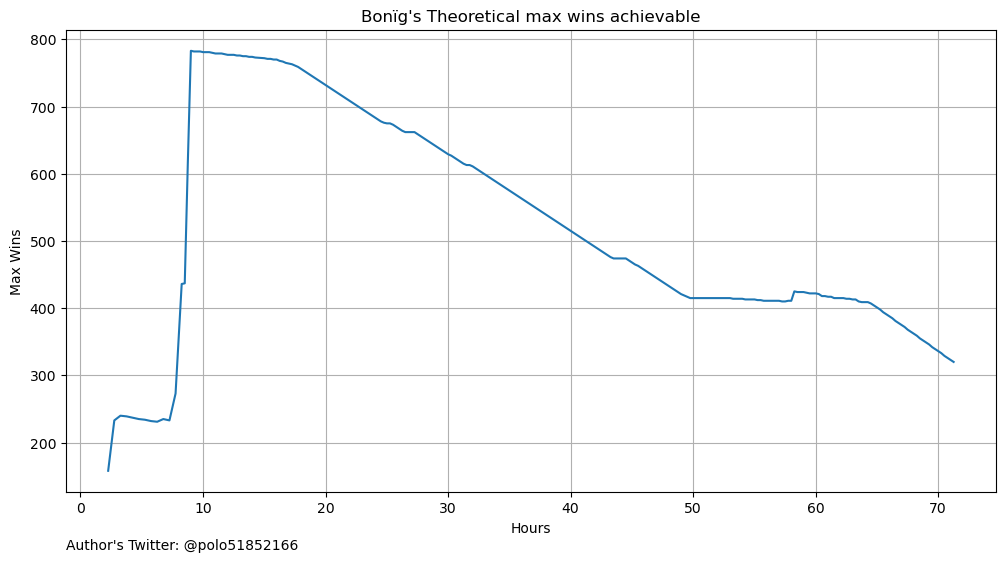 Bonïg's Theoretical max wins achievable
800
700
600
500
400
300
200
Max Wins
0 10 20 30 40 50 60 70
Hours
Author's Twitter: @polo51852166